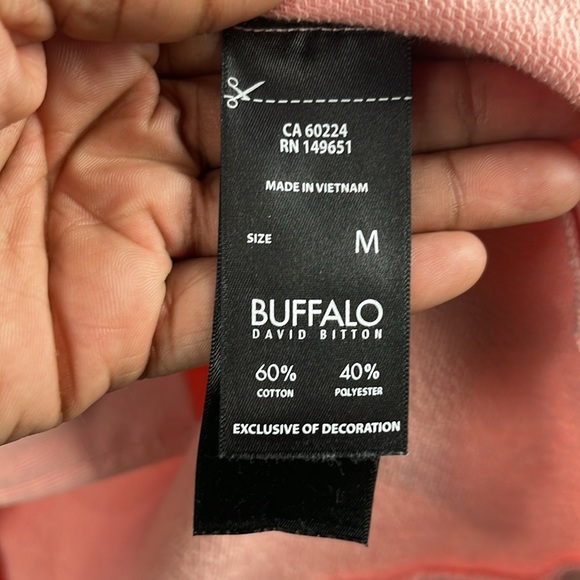 CA 60224
RN 149651
MADE IN VIETNAM
SIZE M
BUFFALO
DAVID BITTON
60% 40%
COTTON POLYESTER
EXCLUSIVE OF DECORATION